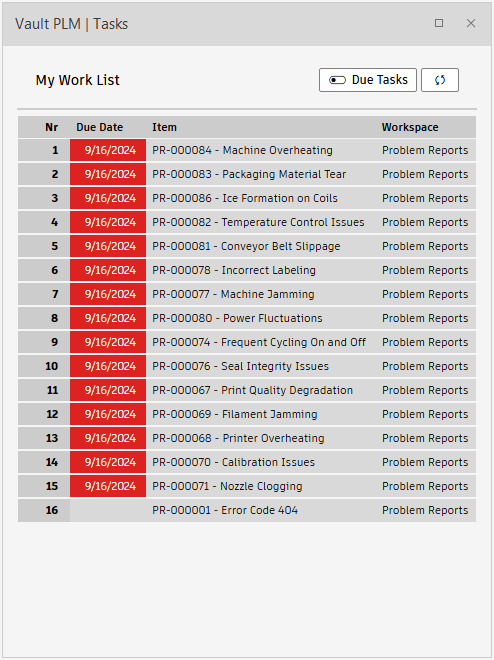 Vault PLM | Tasks
My Work List
Due Tasks
Nr Due Date Item Workspace
1 9/16/2024 PR-000084 - Machine Overheating Problem Reports
2 9/16/2024 PR-000083 - Packaging Material Tear Problem Reports
3 9/16/2024 PR-000086 - Ice Formation on Coils Problem Reports
4 9/16/2024 PR-000082 - Temperature Control Issues Problem Reports
5 9/16/2024 PR-000081 - Conveyor Belt Slippage Problem Reports
6 9/16/2024 PR-000078 - Incorrect Labeling Problem Reports
7 9/16/2024 PR-000077 - Machine Jamming Problem Reports
8 9/16/2024 PR-000080 - Power Fluctuations Problem Reports
9 9/16/2024 PR-000074 - Frequent Cycling On and Off Problem Reports
10 9/16/2024 PR-000076 - Seal Integrity Issues Problem Reports
11 9/16/2024 PR-000067 - Print Quality Degradation Problem Reports
12 9/16/2024 PR-000069 - Filament Jamming Problem Reports
13 9/16/2024 PR-000068 - Printer Overheating Problem Reports
14 9/16/2024 PR-000070 - Calibration Issues Problem Reports
15 9/16/2024 PR-000071 - Nozzle Clogging Problem Reports
16 PR-000001 - Error Code 404 Problem Reports